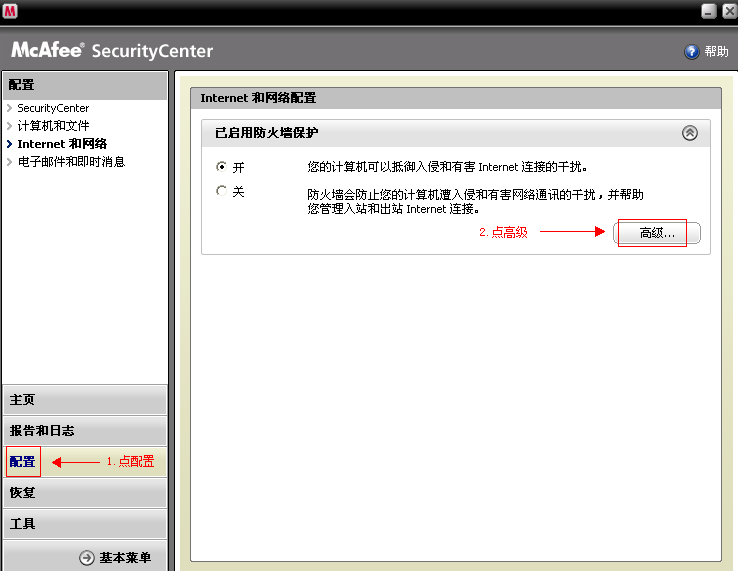 McAfee® SecurityCenter
帮助
配置
SecurityCenter
计算机和文件
Internet 和网络
电子邮件和即时消息
主页
报告和日志
配置
1.点配置
恢复
工具
基本菜单
Internet 和网络配置
已启用防火墙保护
开
您的计算机可以抵御入侵和有害 Internet 连接的干扰。
关
防火墙会防止您的计算机遭入侵和有害网络通讯的干扰，并帮助
您管理入站和出站 Internet 连接。
2.点高级
高级...